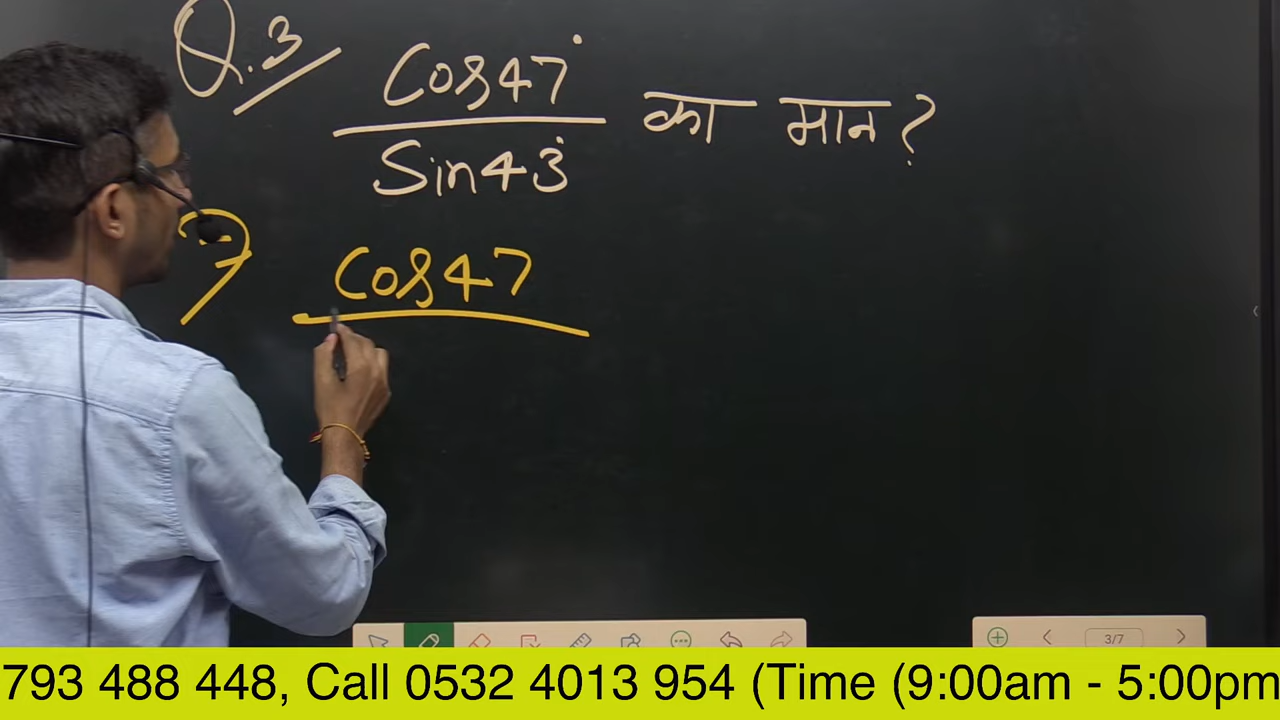 Q.3
Cos47°
Sin43° का मान ?
Cos47
3/7
793 488 448, Call 0532 4013 954 (Time (9:00am - 5:00pm